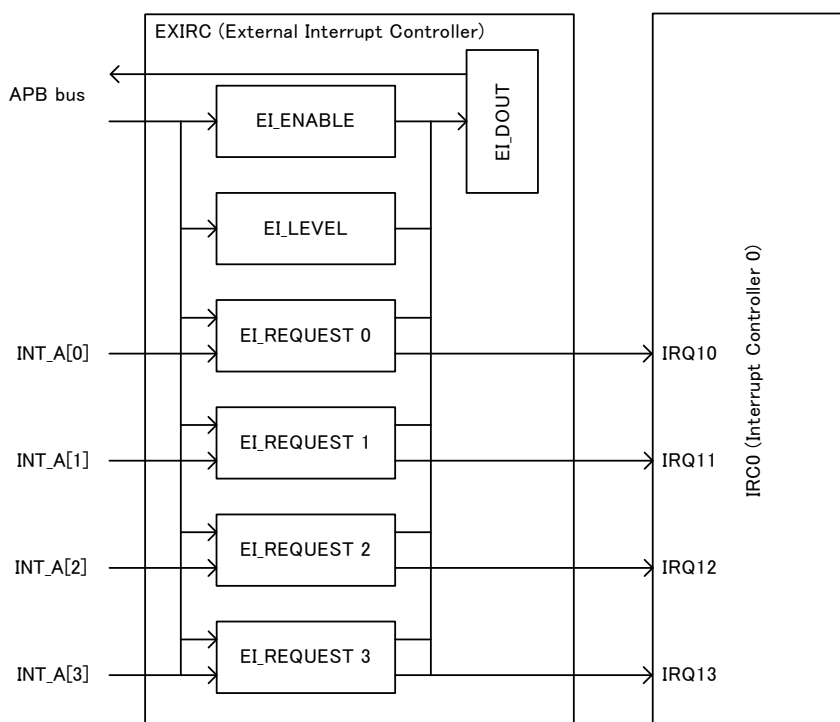 EXIRC (External Interrupt Controller)
APB bus
EI_ENABLE
EI_DOUT
EI_LEVEL
INT_A[0]
EI_REQUEST 0
IRQ10
INT_A[1]
EI_REQUEST 1
IRQ11
IRC0 (Interrupt Controller 0)
INT_A[2]
EI_REQUEST 2
IRQ12
INT_A[3]
EI_REQUEST 3
IRQ13